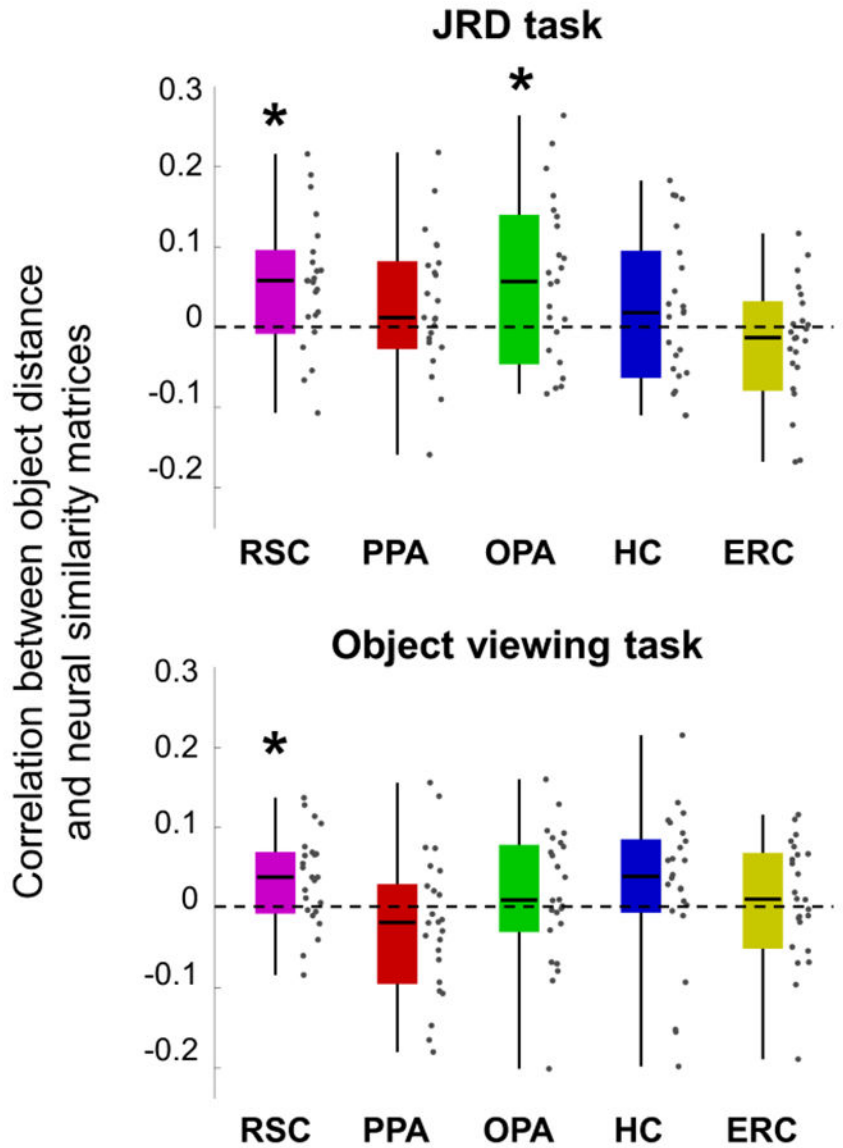 JRD task
Correlation between object distance
and neural similarity matrices
0.3
*
*
0.2
0.1
0
-0.1
-0.2
RSC PPA OPA HC ERC
Object viewing task
0.3
*
0.2
0.1
0
-0.1
-0.2
RSC PPA OPA HC ERC